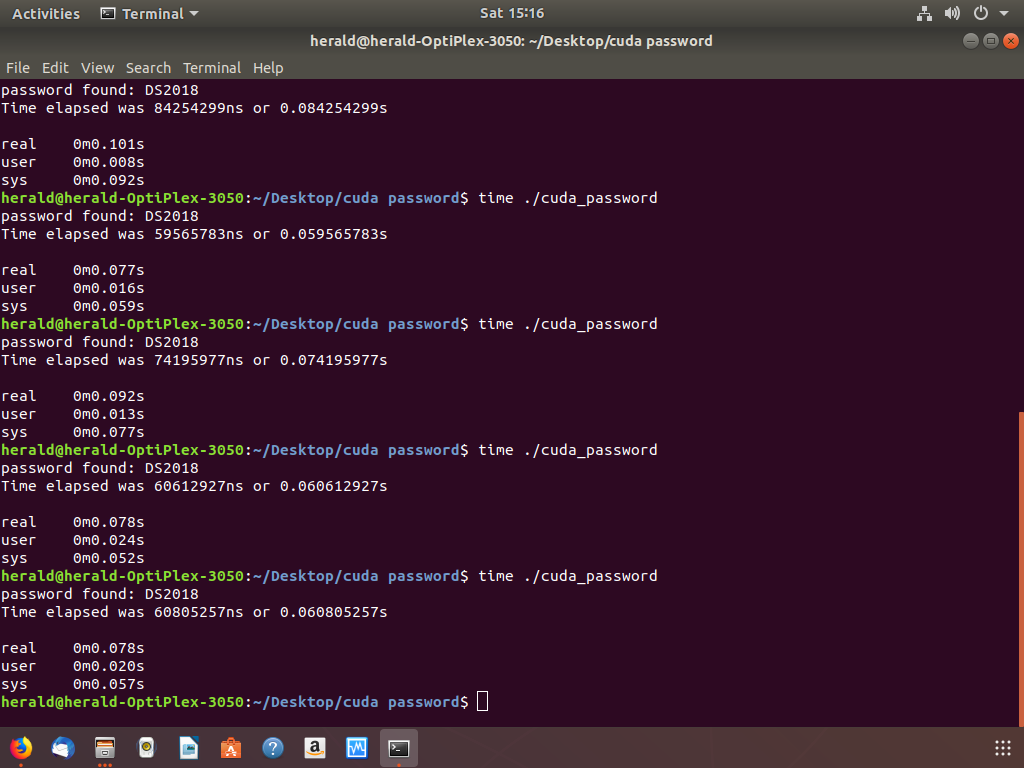 Activities Terminal Sat 15:16
herald@herald-OptiPlex-3050: ~/Desktop/cuda password
File Edit View Search Terminal Help
password found: DS2018
Time elapsed was 84254299ns or 0.084254299s
real 0m0.101s
user 0m0.008s
sys 0m0.092s
herald@herald-OptiPlex-3050:~/Desktop/cuda password$ time ./cuda_password
password found: DS2018
Time elapsed was 59565783ns or 0.059565783s
real 0m0.077s
user 0m0.016s
sys 0m0.059s
herald@herald-OptiPlex-3050:~/Desktop/cuda password$ time ./cuda_password
password found: DS2018
Time elapsed was 74195977ns or 0.074195977s
real 0m0.092s
user 0m0.013s
sys 0m0.077s
herald@herald-OptiPlex-3050:~/Desktop/cuda password$ time ./cuda_password
password found: DS2018
Time elapsed was 60612927ns or 0.060612927s
real 0m0.078s
user 0m0.024s
sys 0m0.052s
herald@herald-OptiPlex-3050:~/Desktop/cuda password$ time ./cuda_password
password found: DS2018
Time elapsed was 60805257ns or 0.060805257s
real 0m0.078s
user 0m0.020s
sys 0m0.057s
herald@herald-OptiPlex-3050:~/Desktop/cuda password$